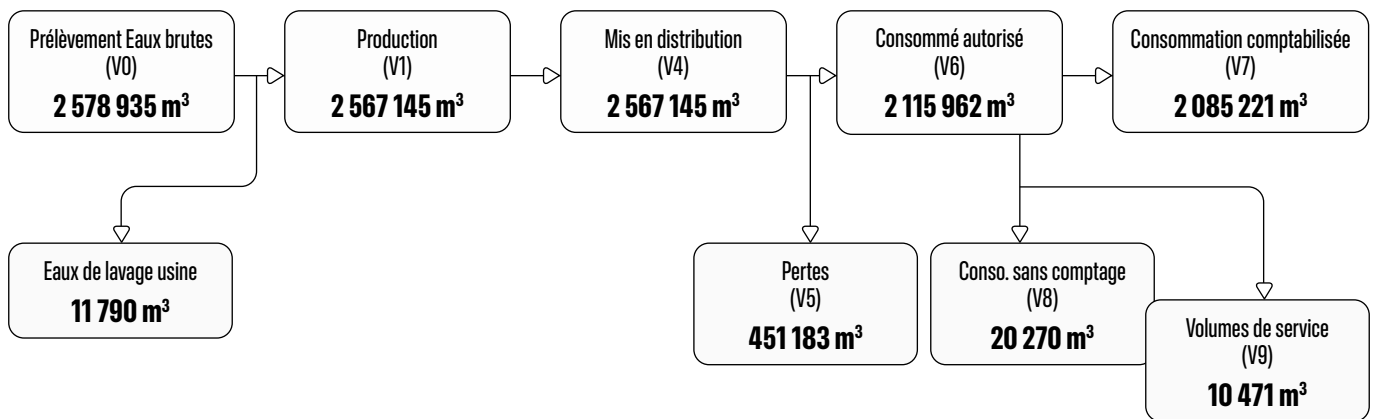 Prélèvement Eaux brutes
(V0)
2 578 935 m³
Production
(V1)
2 567 145 m³
Mis en distribution
(V4)
2 567 145 m³
Consommé autorisé
(V6)
2 115 962 m³
Consommation comptabilisée
(V7)
2 085 221 m³
Eaux de lavage usine
11 790 m³
Pertes
(V5)
451 183 m³
Conso. sans comptage
(V8)
20 270 m³
Volumes de service
(V9)
10 471 m³